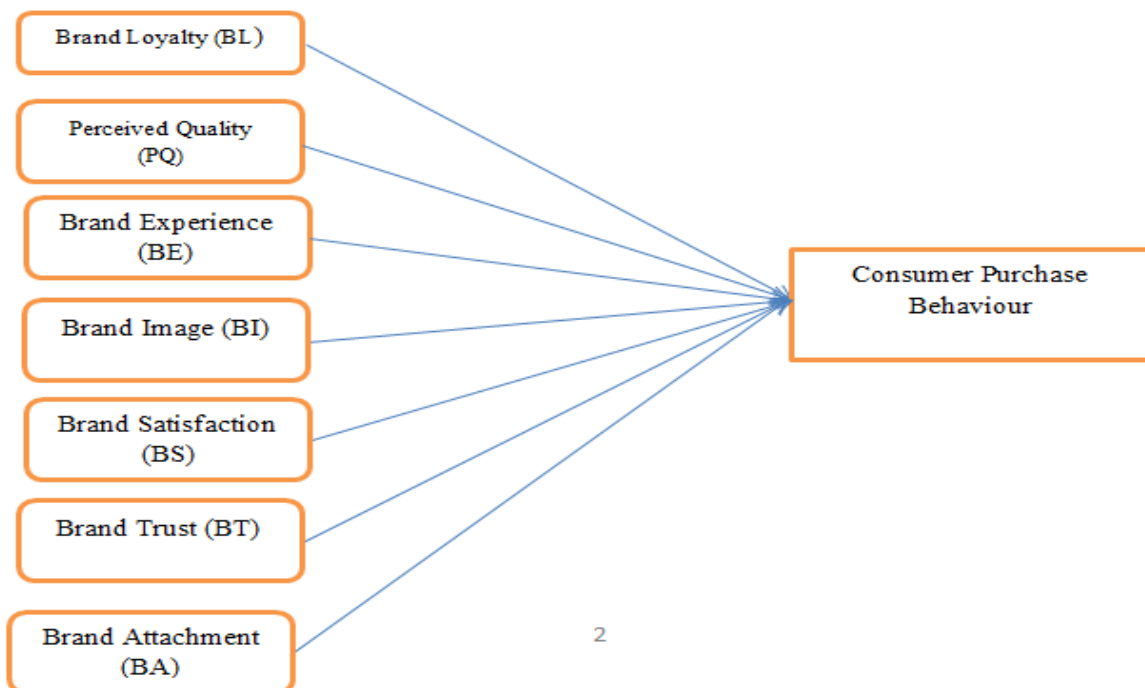 Brand Loyalty (BL)
Perceived Quality
(PQ)
Brand Experience
(BE)
Brand Image (BI)
Brand Satisfaction
(BS)
Brand Trust (BT)
Brand Attachment
(BA)
Consumer Purchase
Behaviour
2